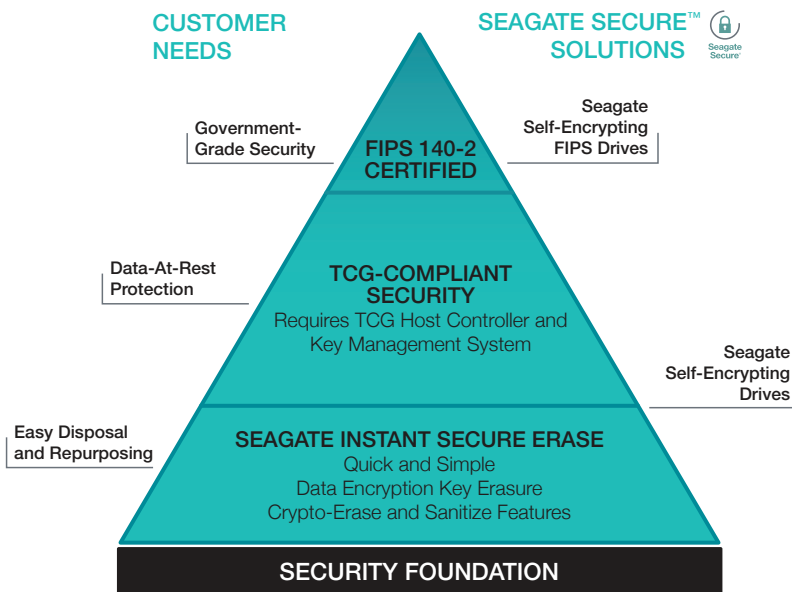 CUSTOMER
NEEDS
SEAGATE SECURE™
SOLUTIONS
Seagate
Secure
Government-
Grade Security
FIPS 140-2
CERTIFIED
Seagate
Self-Encrypting
FIPS Drives
Data-At-Rest
Protection
TCG-COMPLIANT
SECURITY
Requires TCG Host Controller and
Key Management System
Seagate
Self-Encrypting
Drives
Easy Disposal
and Repurposing
SEAGATE INSTANT SECURE ERASE
Quick and Simple
Data Encryption Key Erasure
Crypto-Erase and Sanitize Features
SECURITY FOUNDATION